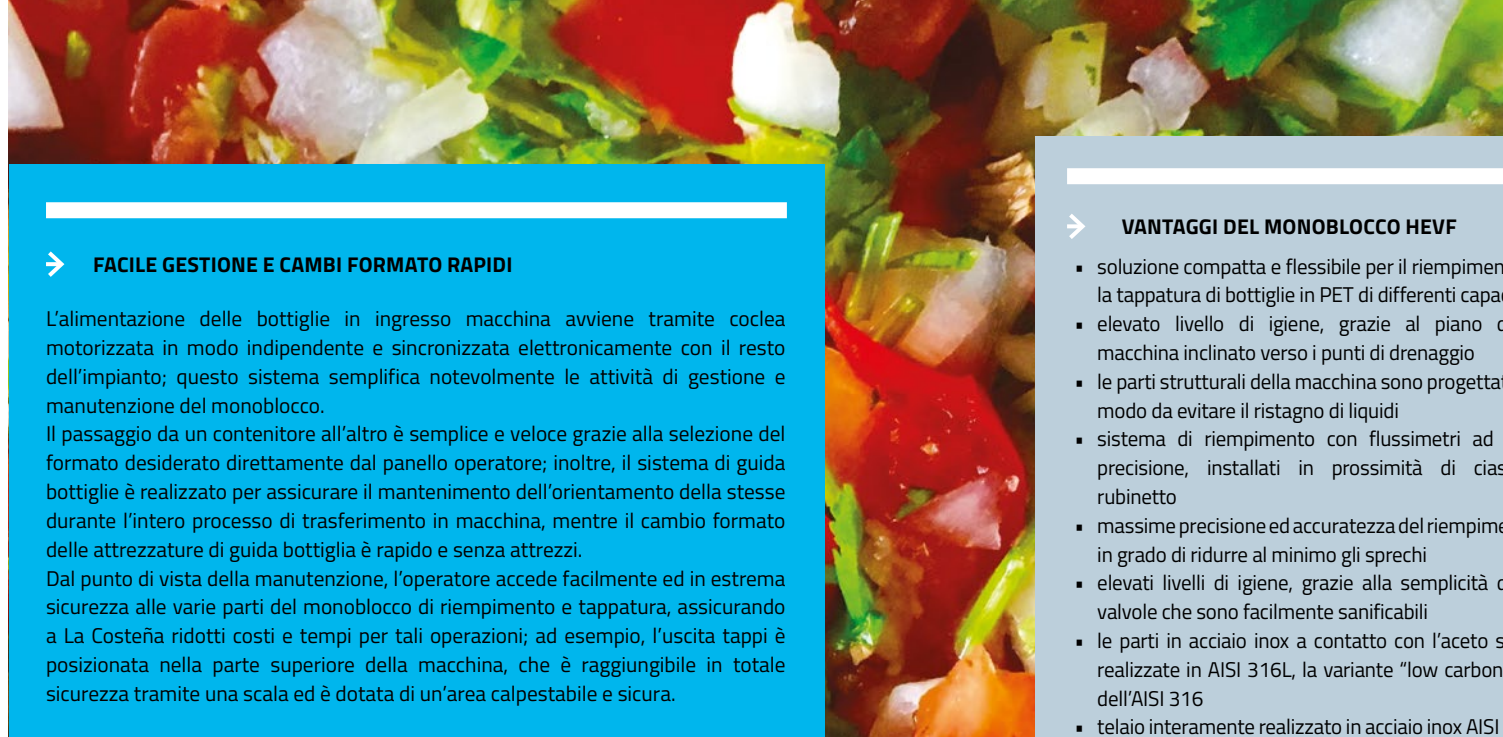 FACILE GESTIONE E CAMBI FORMATO RAPIDI
L'alimentazione delle bottiglie in ingresso macchina avviene tramite coclea
motorizzata in modo indipendente e sincronizzata elettronicamente con il resto
dell'impianto; questo sistema semplifica notevolmente le attività di gestione e
manutenzione del monoblocco.
Il passaggio da un contenitore all'altro è semplice e veloce grazie alla selezione del
formato desiderato direttamente dal panello operatore; inoltre, il sistema di guida
bottiglie è realizzato per assicurare il mantenimento dell'orientamento della stesse
durante l'intero processo di trasferimento in macchina, mentre il cambio formato
delle attrezzature di guida bottiglia è rapido e senza attrezzi.
Dal punto di vista della manutenzione, l'operatore accede facilmente ed in estrema
sicurezza alle varie parti del monoblocco di riempimento e tappatura, assicurando
a La Costeña ridotti costi e tempi per tali operazioni; ad esempio, l'uscita tappi è
posizionata nella parte superiore della macchina, che è raggiungibile in totale
sicurezza tramite una scala ed è dotata di un'area calpestabile e sicura.
VANTAGGI DEL MONOBLOCCO HEVF
▪ soluzione compatta e flessibile per il
la tappatura di bottiglie in PET di differenti
▪ elevato livello di igiene, grazie al piano
macchina inclinato verso i punti di drenaggio
▪ le parti strutturali della macchina sono
modo da evitare il ristagno di liquidi
▪ sistema di riempimento con flussimetri ad
precisione, installati in prossimità di
rubinetto
▪ massime precisione ed accuratezza del
in grado di ridurre al minimo gli sprechi
▪ elevati livelli di igiene, grazie alla semplicità
valvole che sono facilmente sanificabili
▪ le parti in acciaio inox a contatto con l'aceto
realizzate in AISI 316L, la variante "low carbon
dell'AISI 316
▪ telaio interamente realizzato in acciaio inox AISI